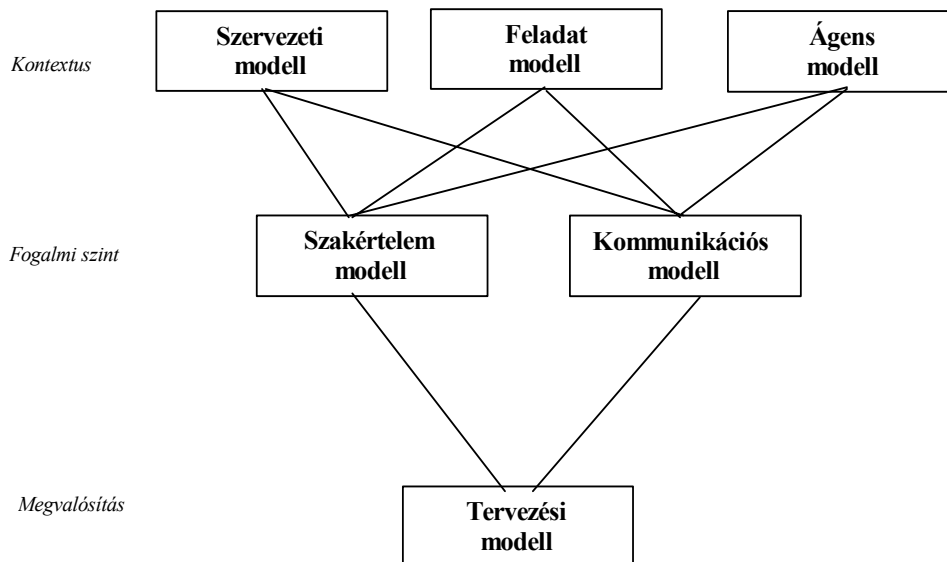 Kontextus
Szervezeti
modell
Feladat
modell
Ágens
modell
Fogalmi szint
Szakértelem
modell
Kommunikációs
modell
Megvalósítás
Tervezési
modell